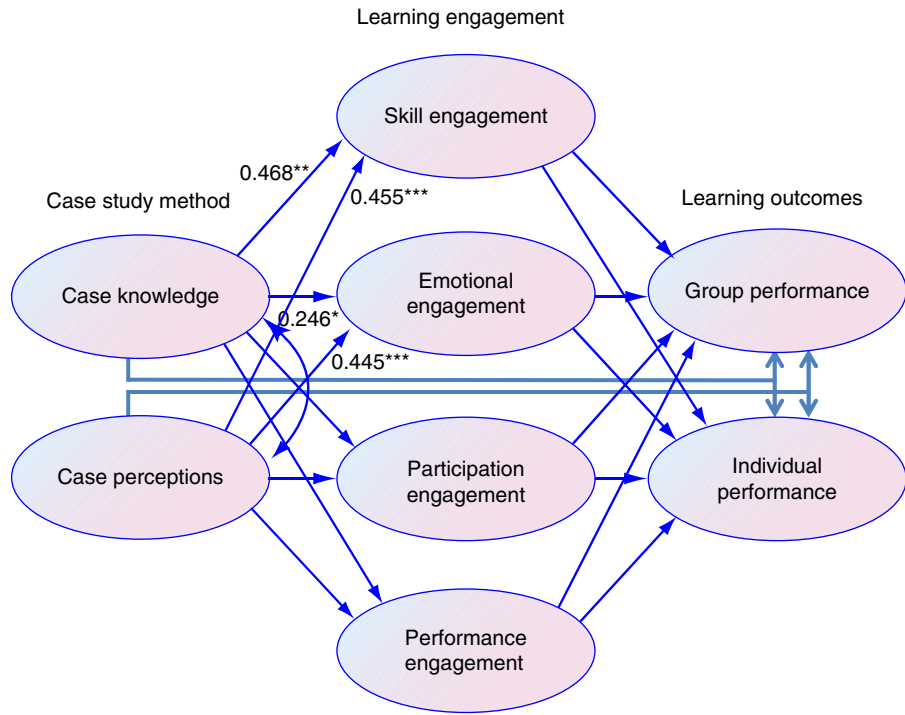 Learning engagement
Skill engagement
0.468**
0.455***
Case study method
Learning outcomes
Case knowledge
Emotional
engagement
Group performance
0.246*
0.445***
Case perceptions
Participation
engagement
Individual
performance
Performance
engagement